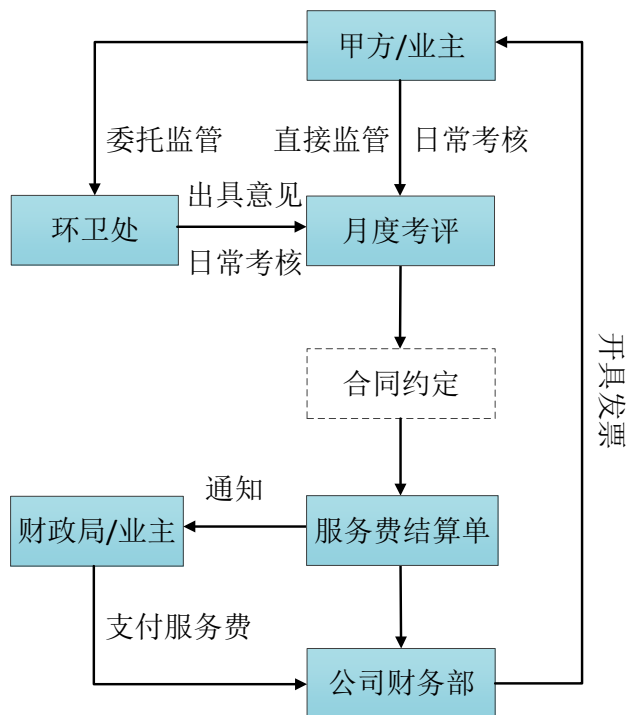 甲方/业主
委托监管
直接监管
日常考核
出具意见
环卫处
月度考评
日常考核
开具发票
合同约定
通知
财政局/业主
服务费结算单
支付服务费
公司财务部